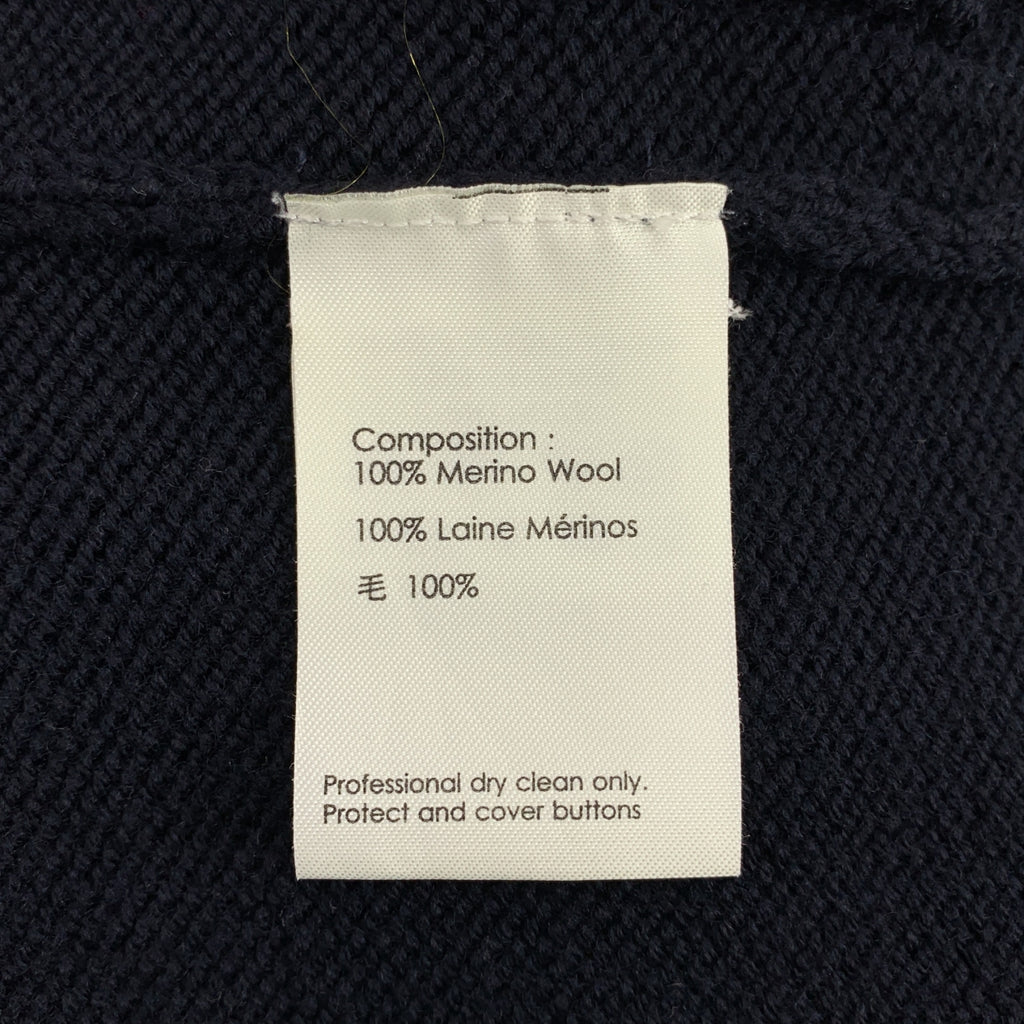 Composition :
100% Merino Wool
100% Laine Mérinos
毛 100%
Professional dry clean only.
Protect and cover buttons